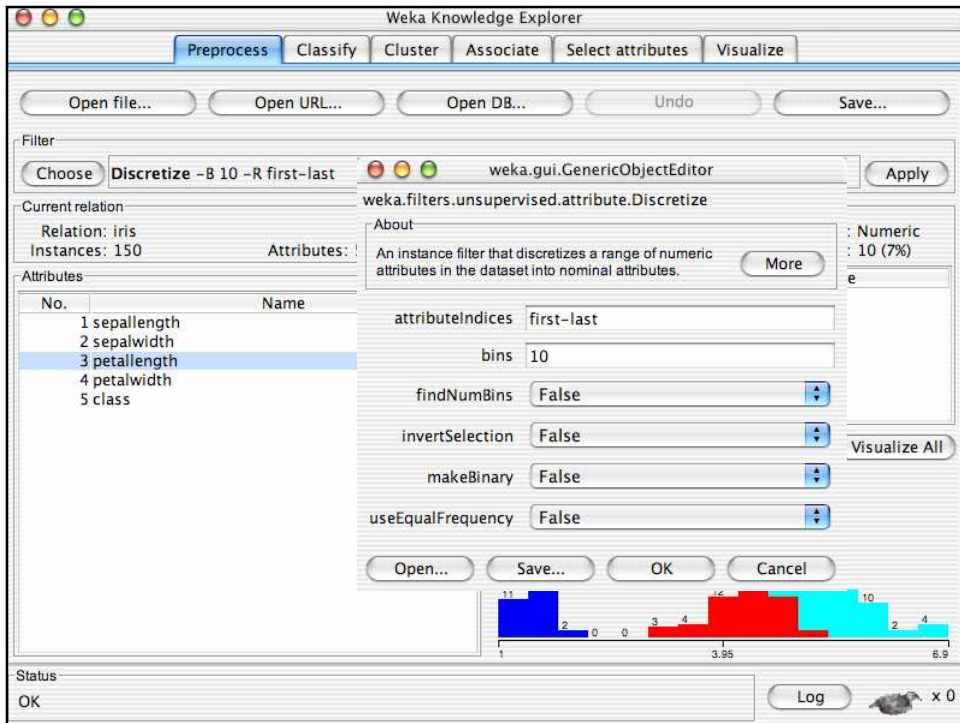 Weka Knowledge Explorer
Preprocess Classify Cluster Associate Select attributes Visualize
Open file... Open URL... Open DB... Undo Save...
Filter
Choose Discretize -B 10 -R first-last Apply
weka.gui.GenericObjectEditor
weka.filters.unsupervised.attribute.Discretize
About
An instance filter that discretizes a range of numeric
attributes in the dataset into nominal attributes.
More
attributeIndices first-last
bins 10
findNumBins False
invertSelection False
makeBinary False
useEqualFrequency False
Open... Save... OK Cancel
Current relation
Relation: iris
Instances: 150 Attributes:
: Numeric
: 10 (7%)
e
Attributes
No. Name
1 sepallength
2 sepalwidth
3 petallength
4 petalwidth
5 class
Visualize All
11 2 0 0 3 4 10 2 4
1 3.95 6.9
Status
OK
Log x 0